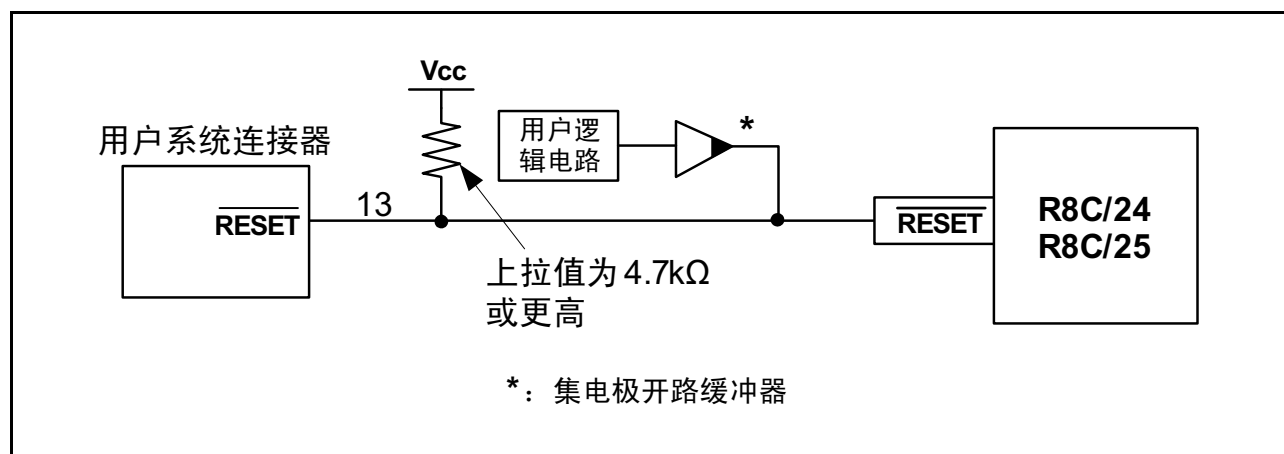 Vcc
用户系统连接器
用户逻
辑电路
*
RESET
13
RESET
R8C/24
R8C/25
上拉值为 4.7kΩ
或更高
*：集电极开路缓冲器